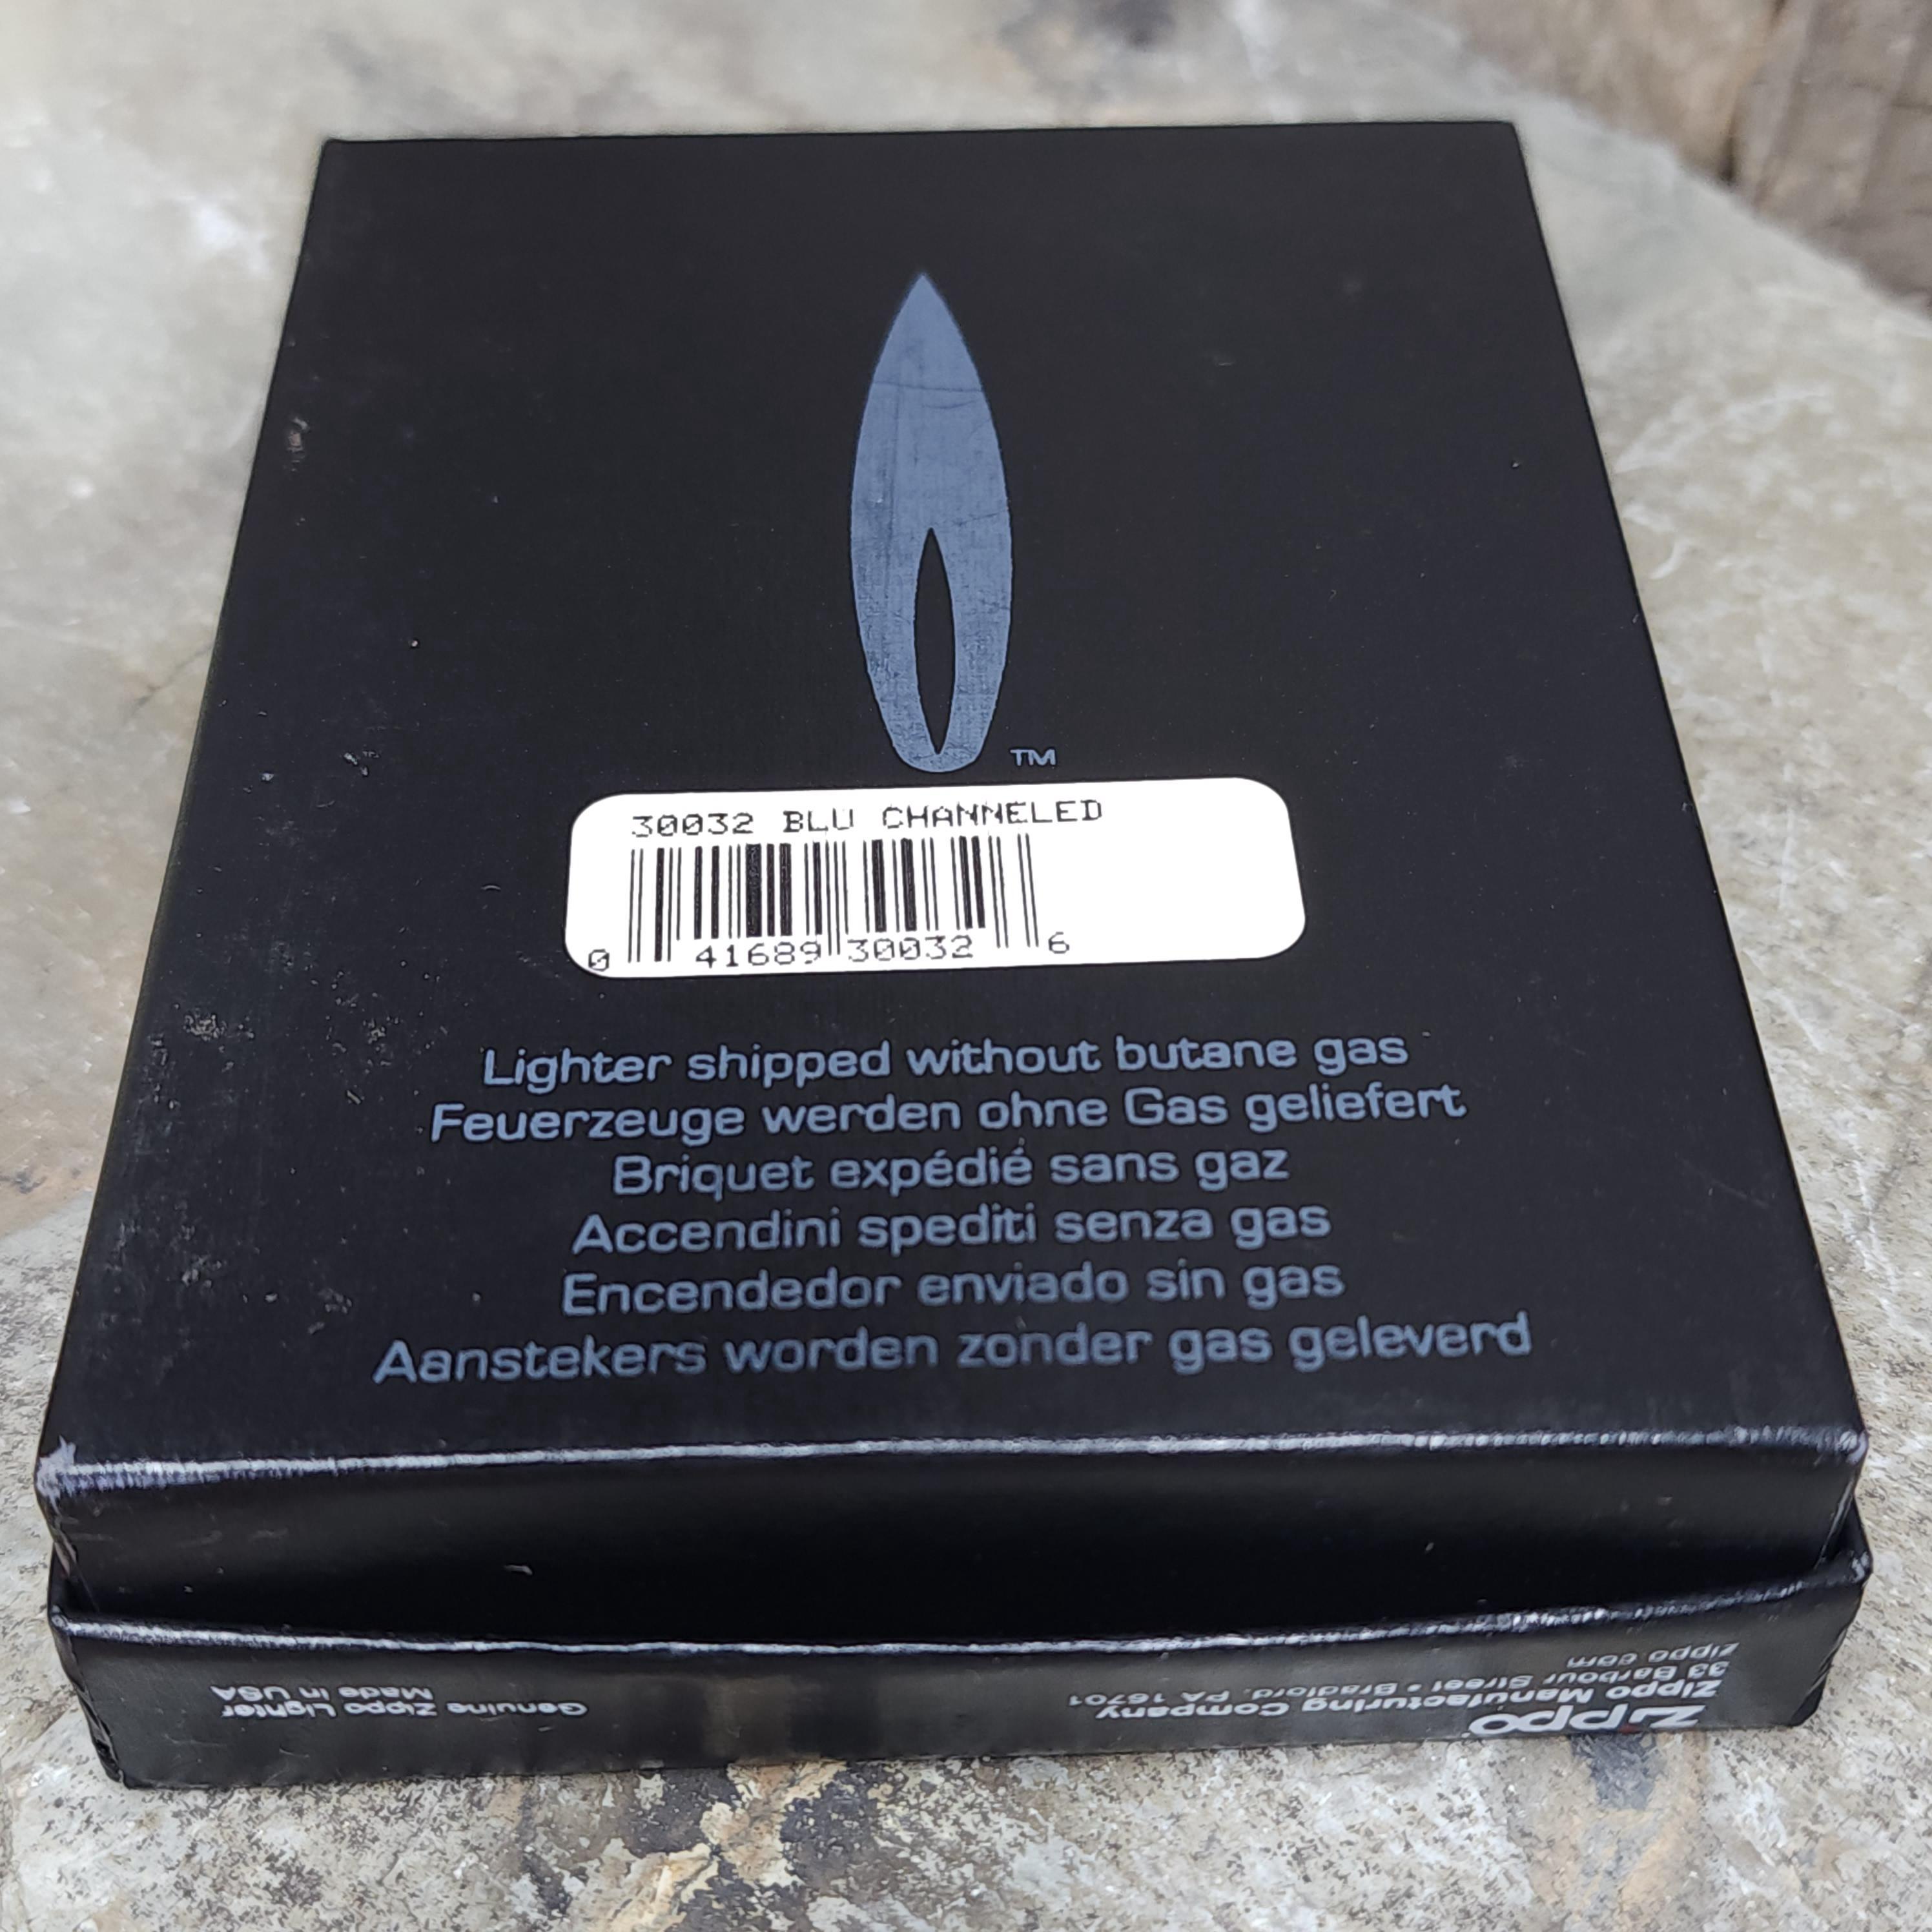 TM
30032 BLU CHANNELED
0 41689 30032 6
Lighter shipped without butane gas
Feuerzeuge werden ohne Gas geliefert
Briquet expédié sans gaz
Accendini spediti senza gas
Encendedor enviado sin gas
Aanstekers worden zonder gas geleverd
Zippo
Zippo Manufacturing Company
33 Barbour Street • Bradford, PA 16701
zippo.com
Genuine Zippo Lighter
Made in USA